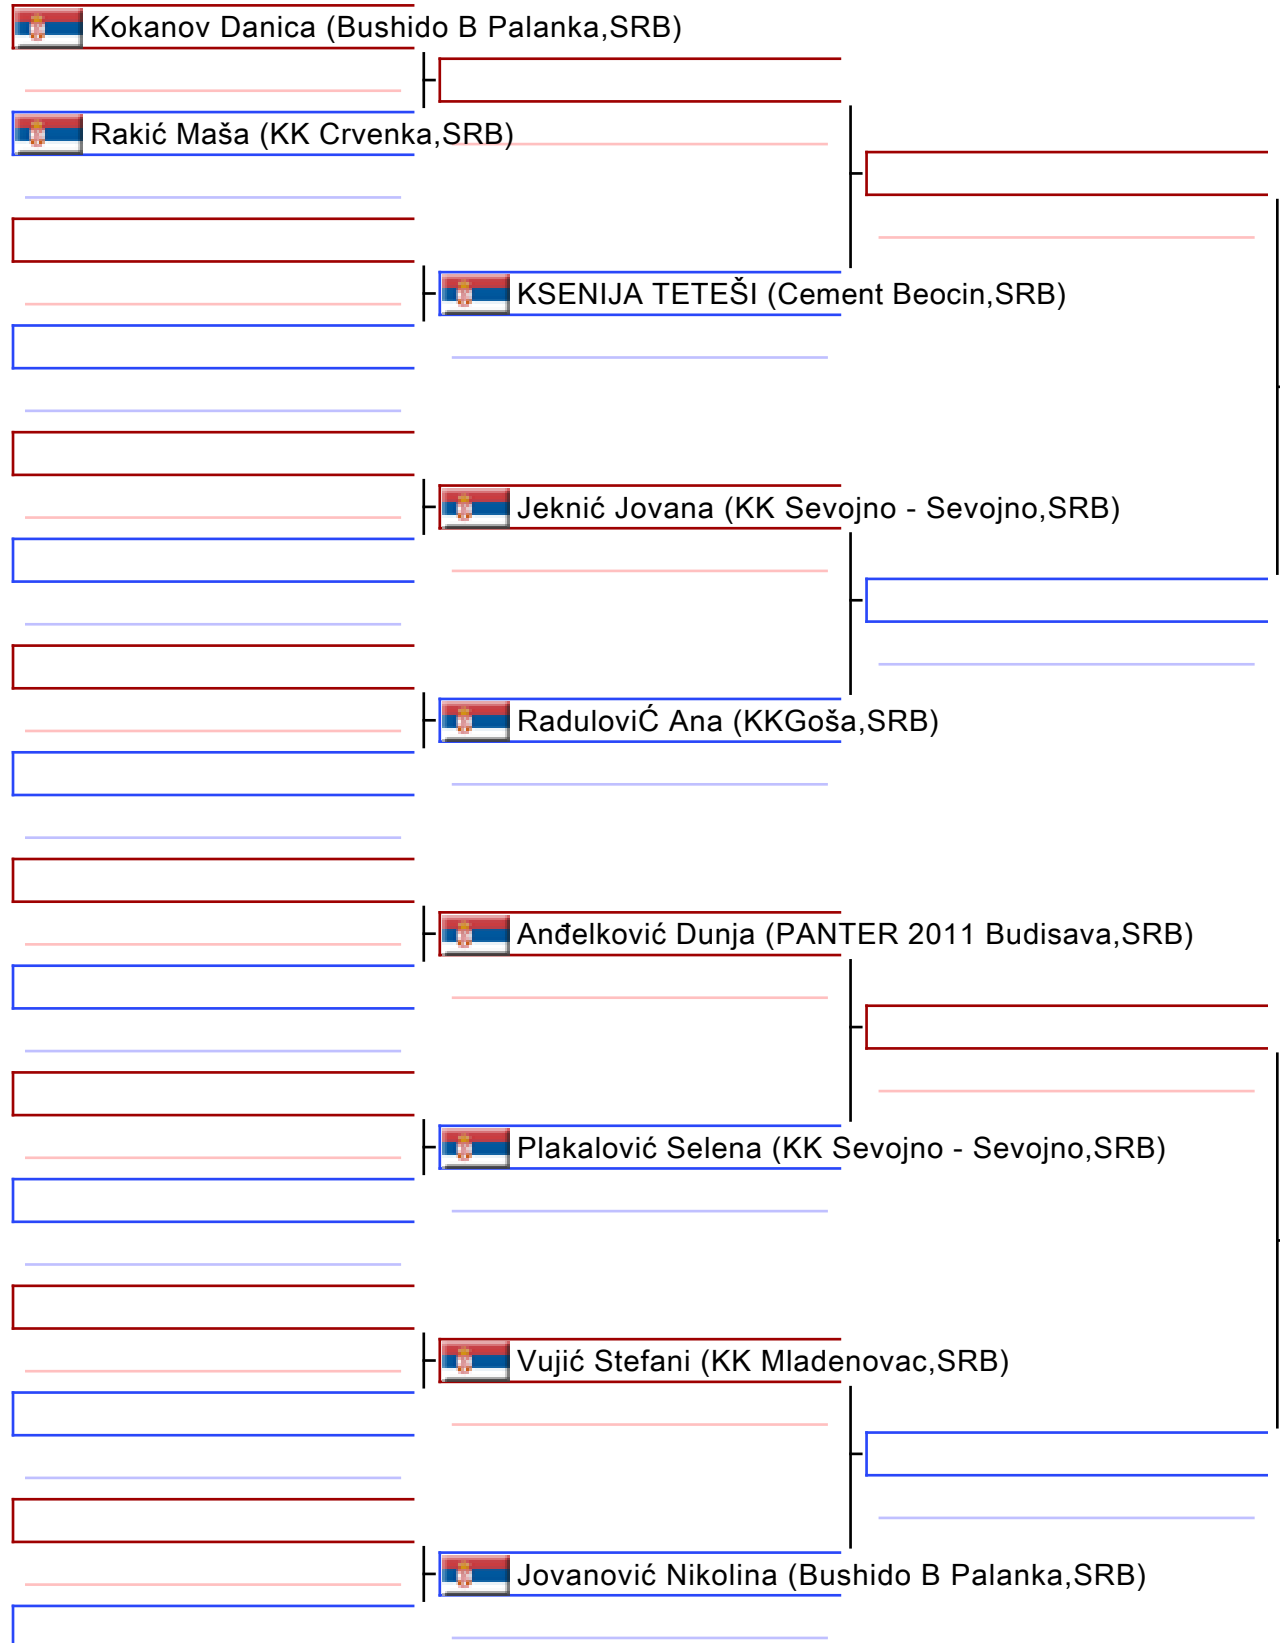 Kokanov Danica (Bushido B Palanka,SRB)
Rakić Maša (KK Crvenka,SRB)
KSENIJA TETEŠI (Cement Beocin,SRB)
Jeknić Jovana (KK Sevojno - Sevojno,SRB)
RaduloviĆ Ana (KKGoša,SRB)
Anđelković Dunja (PANTER 2011 Budisava,SRB)
Plakalović Selena (KK Sevojno - Sevojno,SRB)
Vujić Stefani (KK Mladenovac,SRB)
Jovanović Nikolina (Bushido B Palanka,SRB)